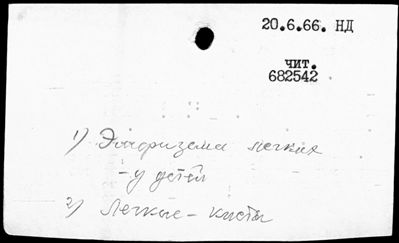 20.6.66. НД
чит.
682542
1) Эмфизема легких
- у детей
2) Легкие - кисты